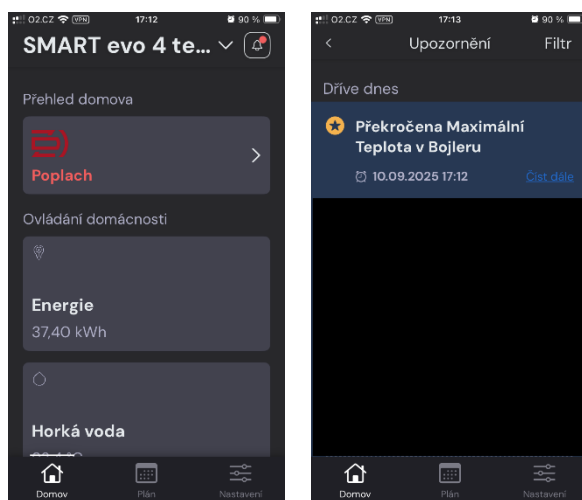 O2.CZ VPN 17:12 90 %
SMART evo 4 te...
Přehled domova
Poplach
Ovládání domácnosti
Energie
37,40 kWh
Horká voda
Domov Plán Nastavení
O2.CZ VPN 17:13 90 %
Upozornění Filtr
Dříve dnes
Překročena Maximální
Teplota v Bojleru
10.09.2025 17:12 Číst dále
Domov Plán Nastavení